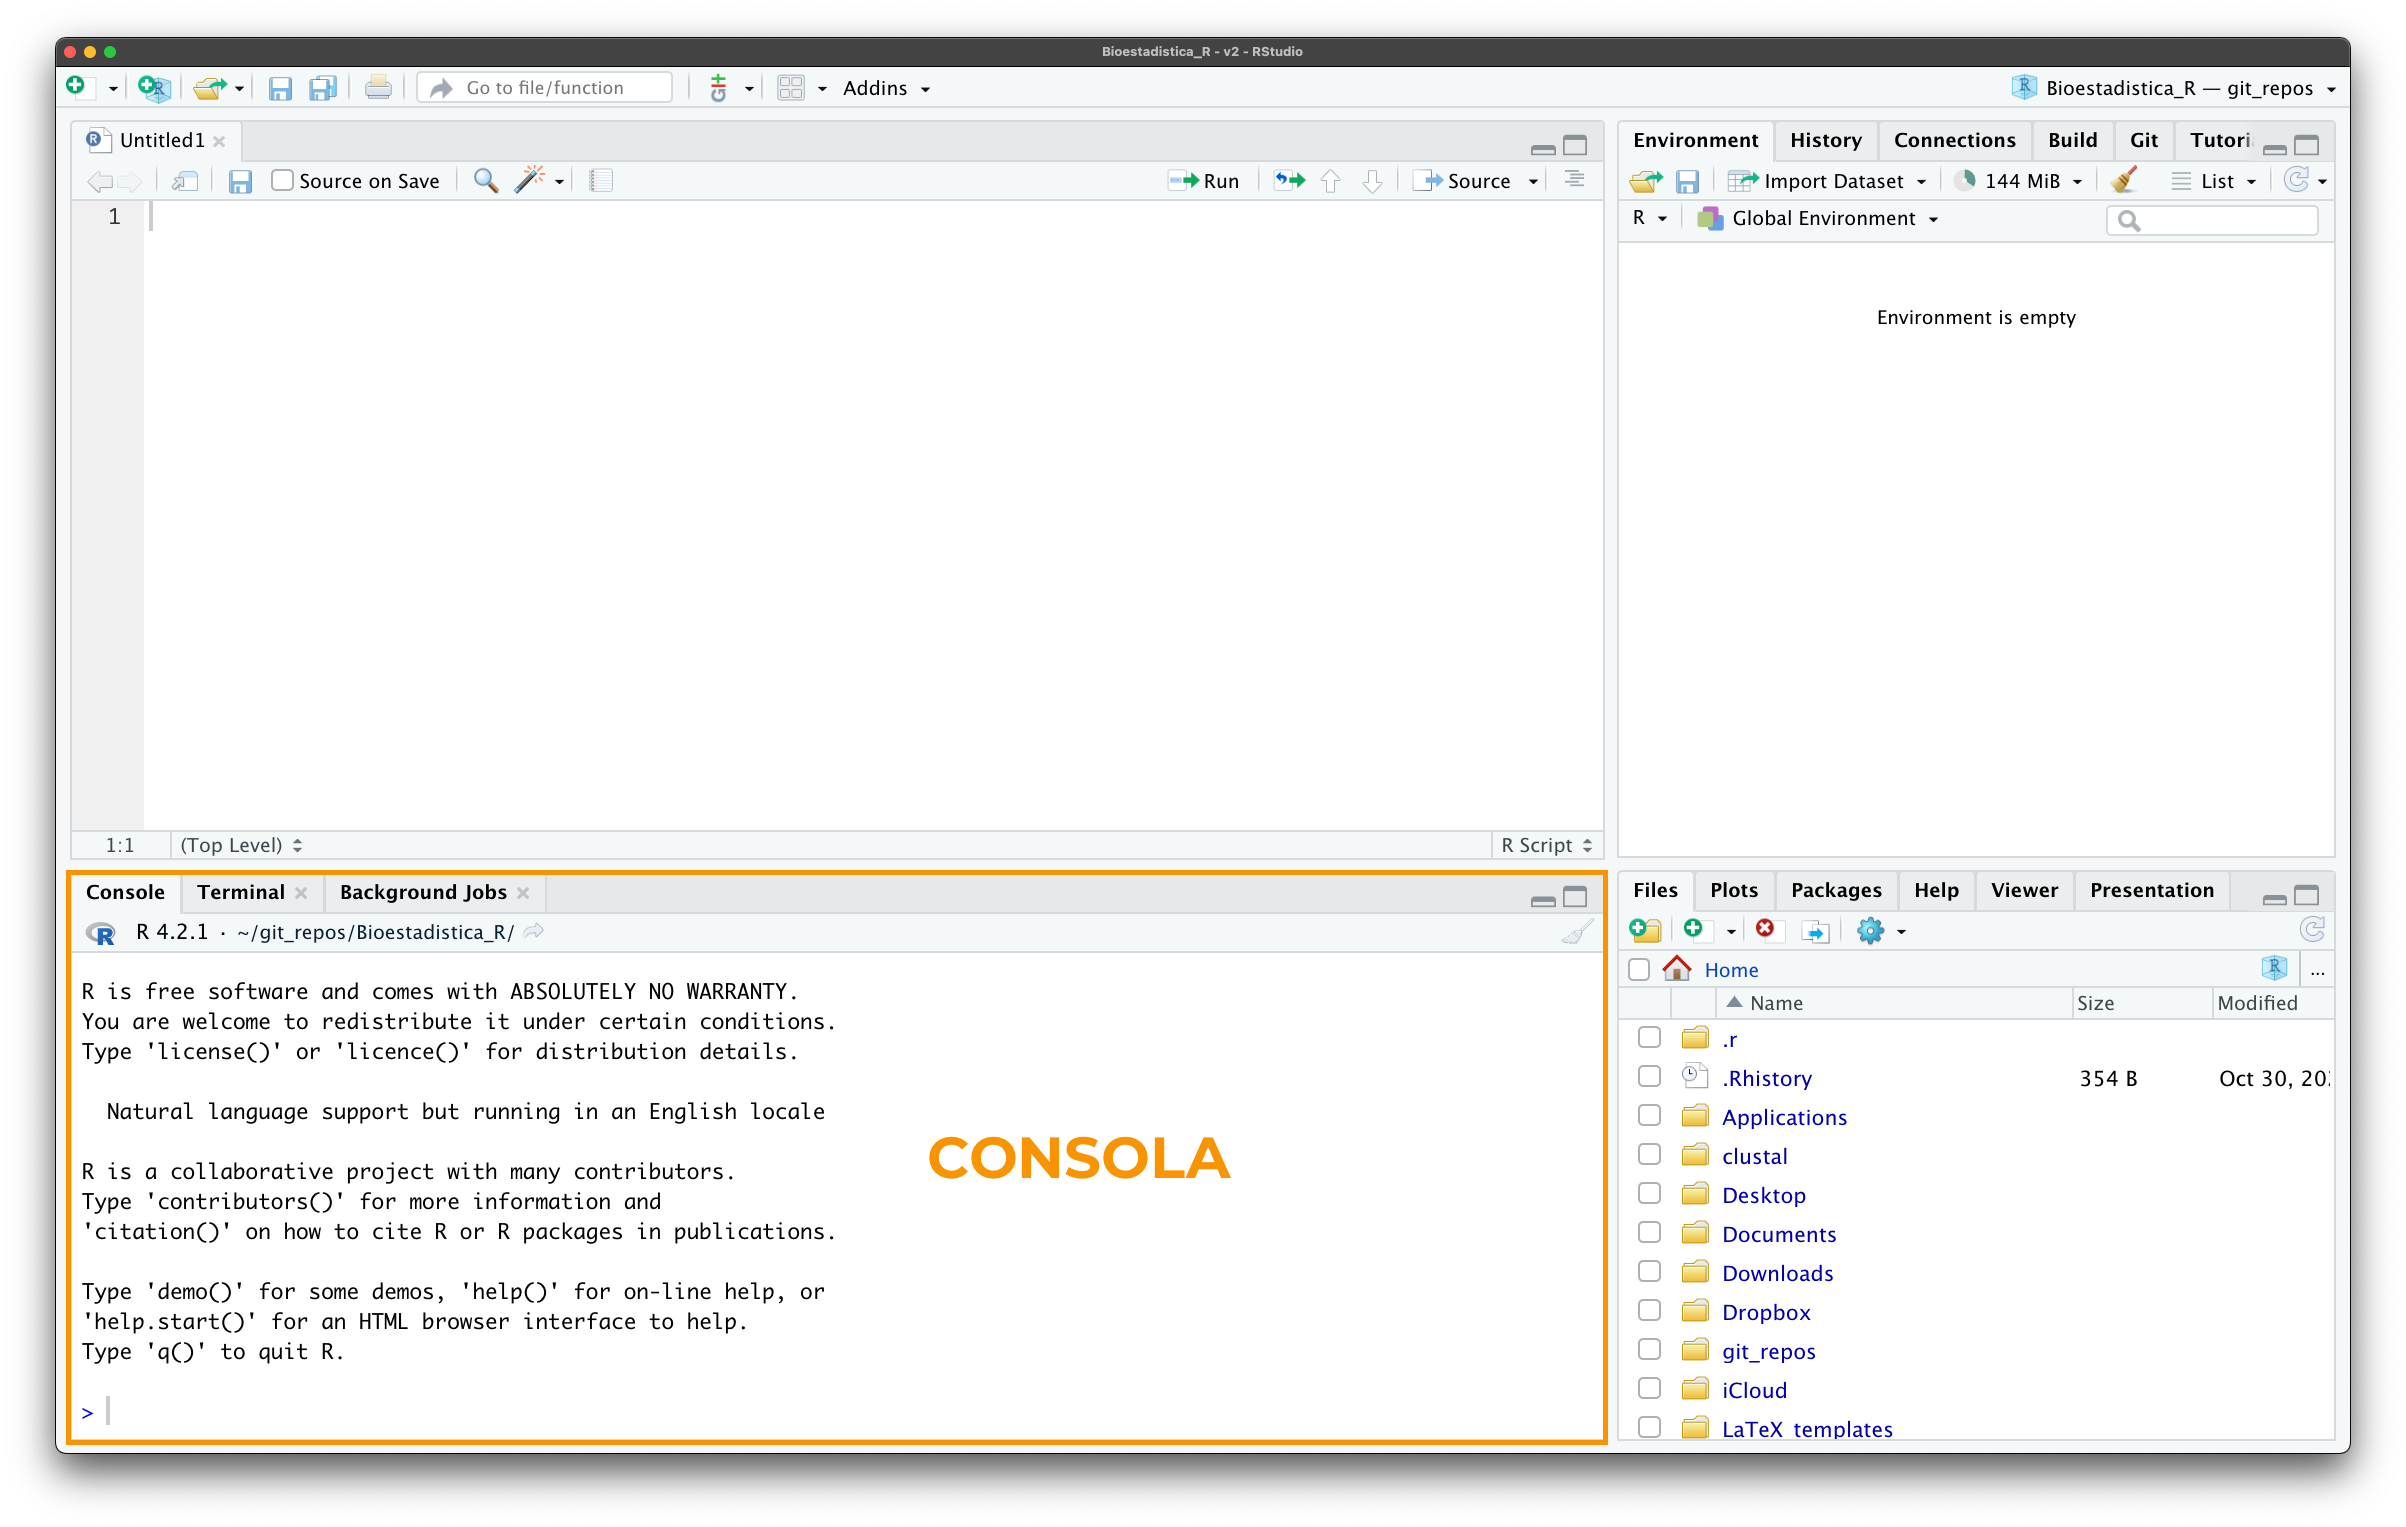 Bioestadistica_R - v2 - RStudio
Go to file/function
Git
Addins
Bioestadistica_R — git_repos
Untitled1
Source on Save
Run
Source
1
1:1
(Top Level)
R Script
Environment
History
Connections
Build
Git
Tutori
Import Dataset
144 MiB
List
R
Global Environment
Environment is empty
Console
Terminal
Background Jobs
R 4.2.1 · ~/git_repos/Bioestadistica_R/
R is free software and comes with ABSOLUTELY NO WARRANTY.
You are welcome to redistribute it under certain conditions.
Type 'license()' or 'licence()' for distribution details.
Natural language support but running in an English locale
R is a collaborative project with many contributors.
Type 'contributors()' for more information and
'citation()' on how to cite R or R packages in publications.
Type 'demo()' for some demos, 'help()' for on-line help, or
'help.start()' for an HTML browser interface to help.
Type 'q()' to quit R.
>
CONSOLA
Files
Plots
Packages
Help
Viewer
Presentation
Home
...
Name
Size
Modified
.r
.Rhistory
354 B
Oct 30, 20
Applications
clustal
Desktop
Documents
Downloads
Dropbox
git_repos
iCloud
LaTeX templates